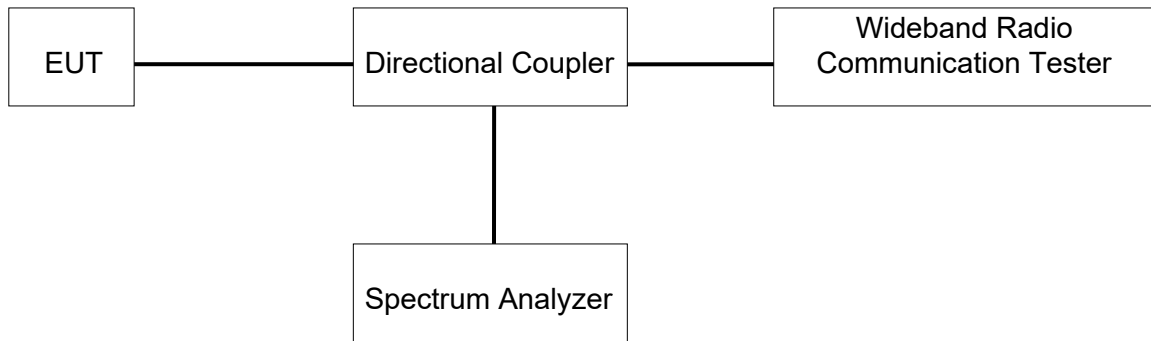 EUT
Directional Coupler
Wideband Radio
Communication Tester
Spectrum Analyzer